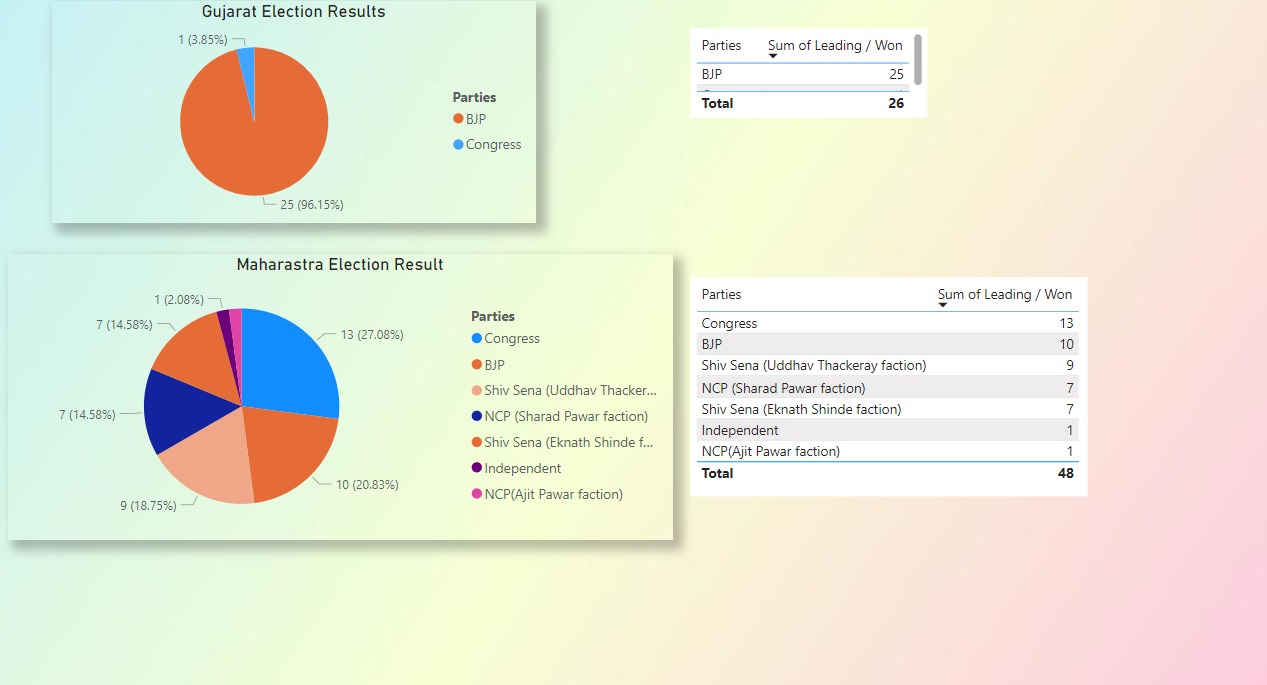 Gujarat Election Results
1 (3.85%)
25 (96.15%)
Parties
BJP
Congress
Parties Sum of Leading / Won
BJP 25
Total 26
Maharastra Election Result
1 (2.08%)
7 (14.58%)
13 (27.08%)
7 (14.58%)
10 (20.83%)
9 (18.75%)
Parties
Congress
BJP
Shiv Sena (Uddhav Thacker...
NCP (Sharad Pawar faction)
Shiv Sena (Eknath Shinde f...
Independent
NCP(Ajit Pawar faction)
Parties Sum of Leading / Won
Congress 13
BJP 10
Shiv Sena (Uddhav Thackeray faction) 9
NCP (Sharad Pawar faction) 7
Shiv Sena (Eknath Shinde faction) 7
Independent 1
NCP(Ajit Pawar faction) 1
Total 48